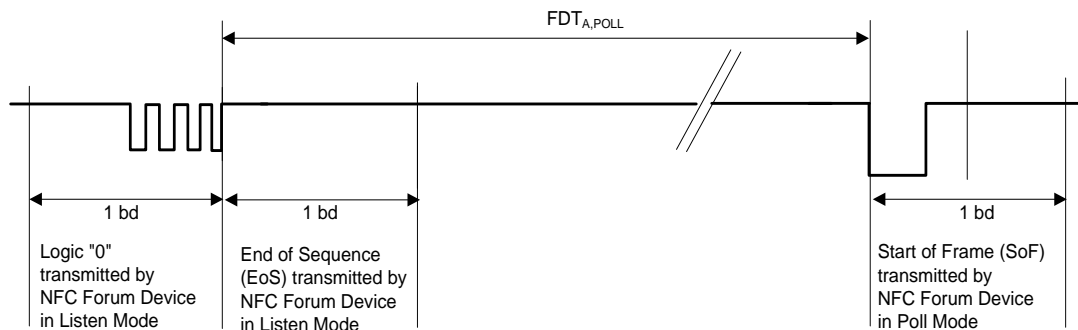 FDTA,POLL
1 bd
1 bd
1 bd
Logic "0"
transmitted by
NFC Forum Device
in Listen Mode
End of Sequence
(EoS) transmitted by
NFC Forum Device
in Listen Mode
Start of Frame (SoF)
transmitted by
NFC Forum Device
in Poll Mode